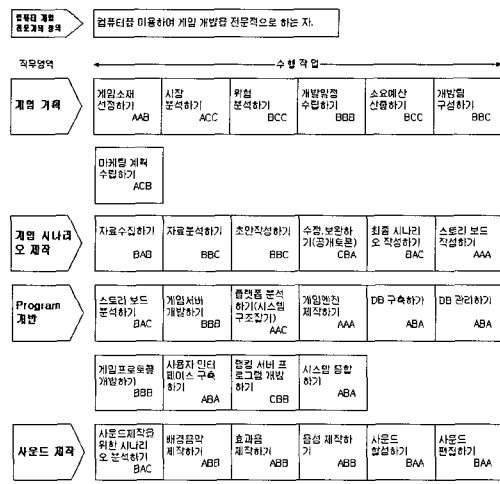 컴퓨터 게임
전문가의 정의
컴퓨터를 이용하여 게임 개발을 전문적으로 하는 자.
직무영역
수행 작업
게임 기획
게임소재
선정하기
AAB
시장
분석하기
ACC
위험
분석하기
BCC
개발일정
수립하기
BBB
소요예산
산출하기
BCC
개발팀
구성하기
BBC
마케팅 계획
수립하기
ACB
게임 시나리
오 제작
자료수집하기
BAB
자료분석하기
BBC
초안작성하기
BBC
수정,보완하
기(공개토론)
CBA
최종 시나리
오 작성하기
BAC
스토리 보드
작성하기
AAA
Program
개발
스토리 보드
분석하기
BAC
게임서버
개발하기
BBB
플랫폼 분석
하기(시스템
구조잡기)
AAC
게임엔진
제작하기
AAA
DB 구축하기
ABA
DB 관리하기
ABA
게임프로토콜
개발하기
BBB
사용자 인터
페이스 구축
하기
ABA
랭킹 서버 프
로그램 개발
하기
CBB
시스템 통합
하기
ABA
사운드 제작
사운드제작을
위한 시나리
오 분석하기
BAC
배경음악
제작하기
ABB
효과음
제작하기
ABB
음성 제작하
기
ABB
사운드
합성하기
BAA
사운드
편집하기
BAA